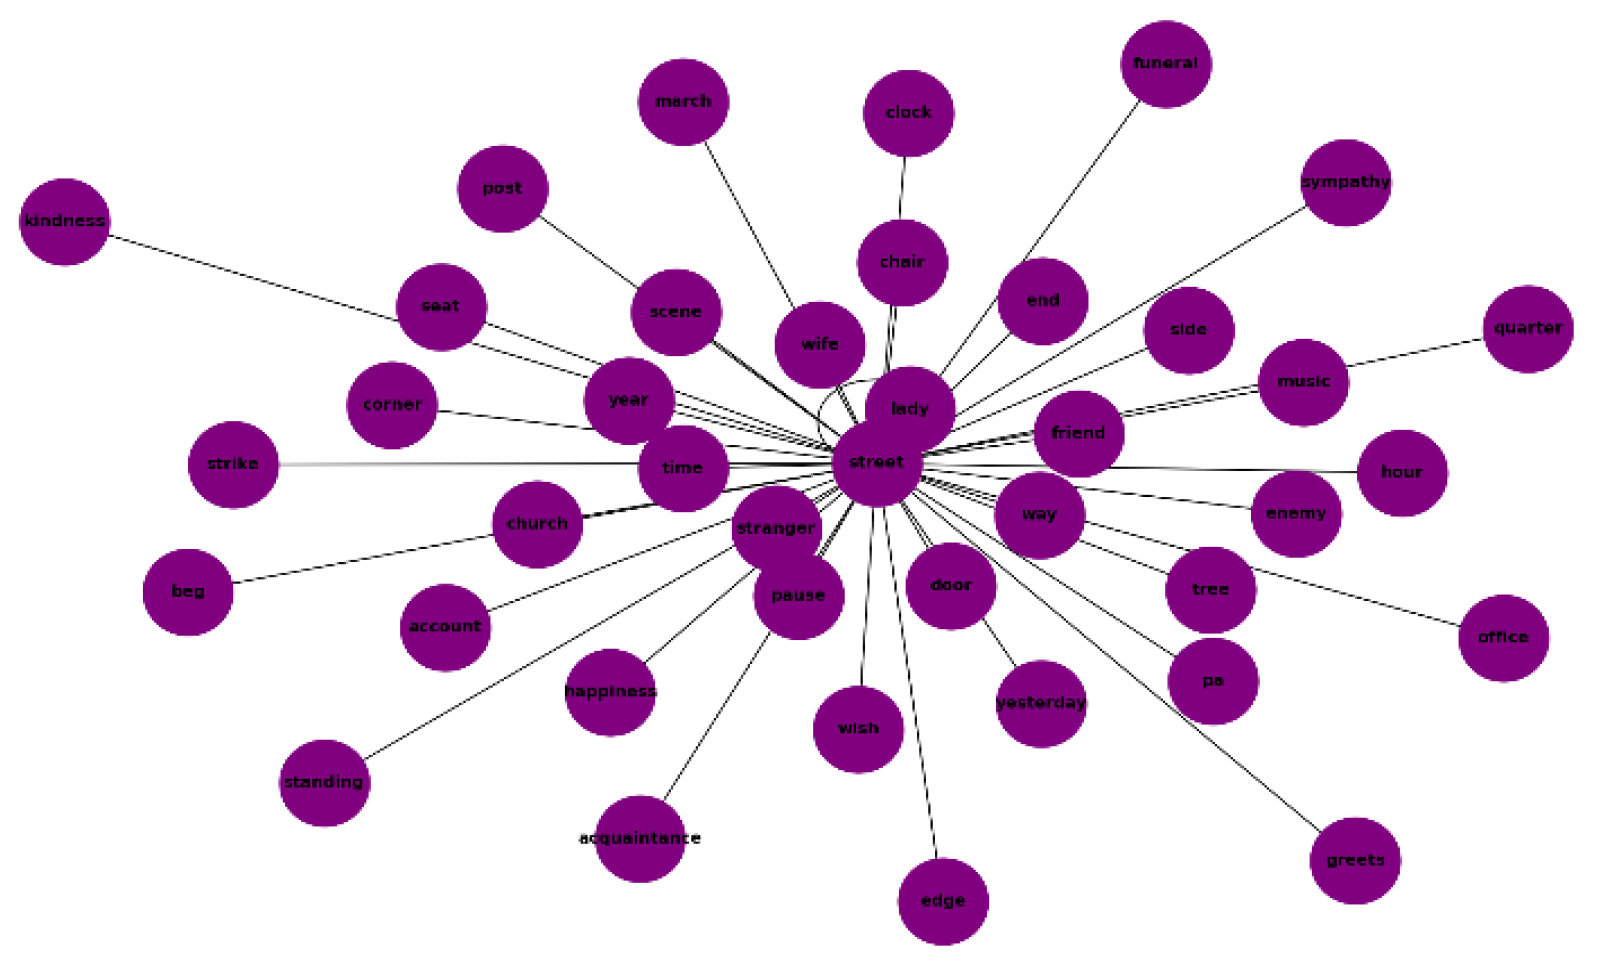 funeral
march
clock
sympathy
post
kindness
chair
end
seat
scene
side
quarter
wife
music
year
corner
lady
friend
strike
time
street
hour
church
stranger
way
enemy
beg
pause
door
tree
account
office
happiness
pa
wish
yesterday
standing
acquaintance
greets
edge